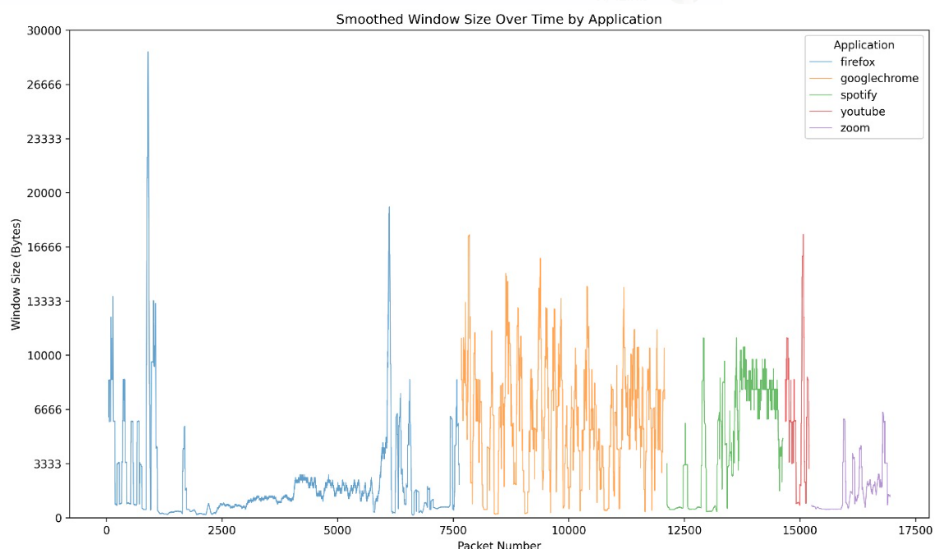 Smoothed Window Size Over Time by Application
30000
26666
23333
20000
16666
13333
10000
6666
3333
0
Window Size (Bytes)
Application
firefox
googlechrome
spotify
youtube
zoom
0 2500 5000 7500 10000 12500 15000 17500
Packet Number